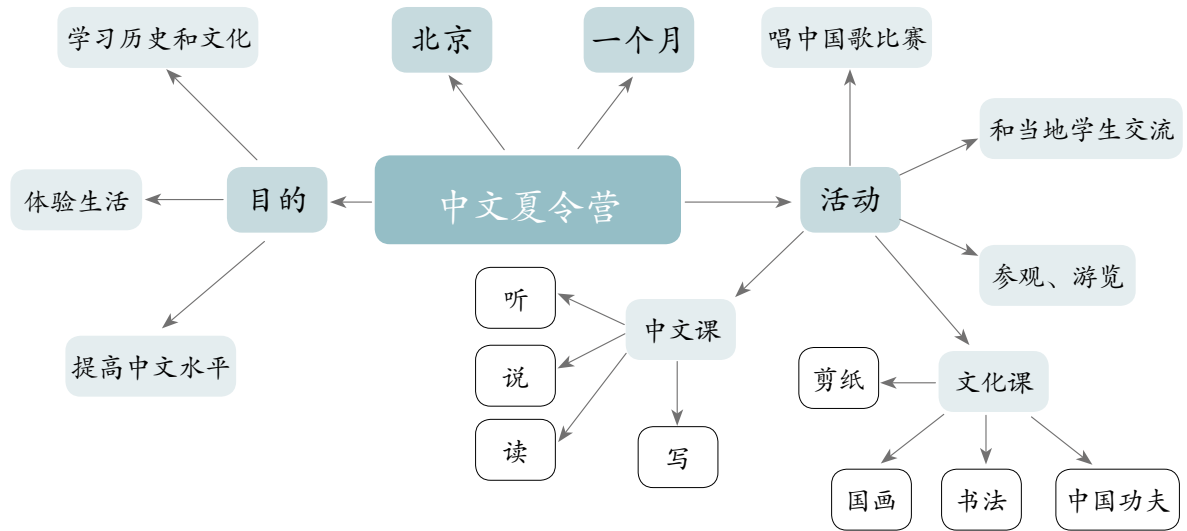 学习历史和文化
北京
一个月
唱中国歌比赛
和当地学生交流
体验生活
目的
中文夏令营
活动
参观、游览
听
中文课
说
提高中文水平
剪纸
文化课
读
写
国画
书法
中国功夫